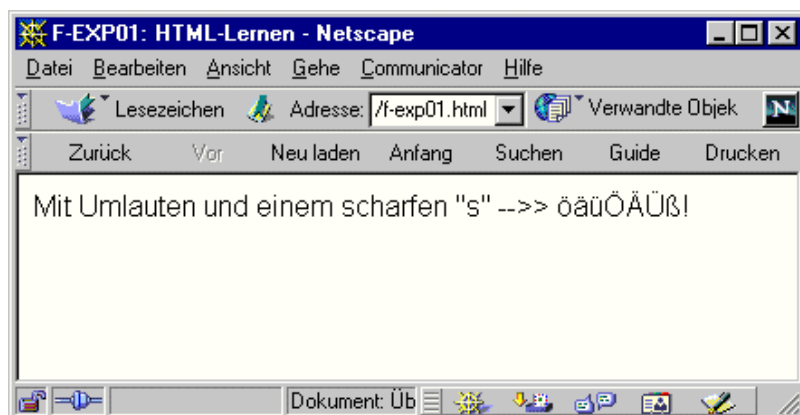 F-EXP01: HTML-Lernen - Netscape
Datei Bearbeiten Ansicht Gehe Communicator Hilfe
Lesezeichen Adresse: /f-exp01.html Verwandte Objek N
Zurück Vor Neu laden Anfang Suchen Guide Drucken
Mit Umlauten und einem scharfen "s" -->> öäüÖÄÜß!
Dokument: Üb